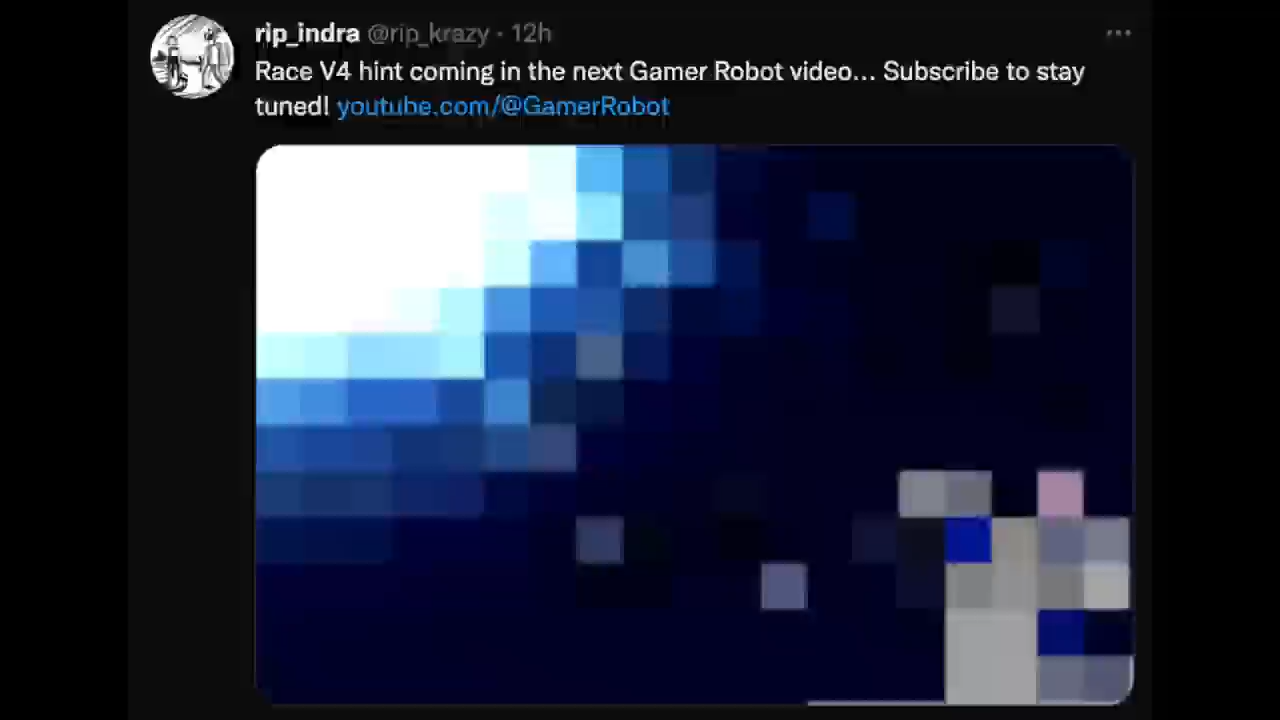 rip_indra @rip_krazy · 12h
Race V4 hint coming in the next Gamer Robot video... Subscribe to stay
tuned! youtube.com/@GamerRobot